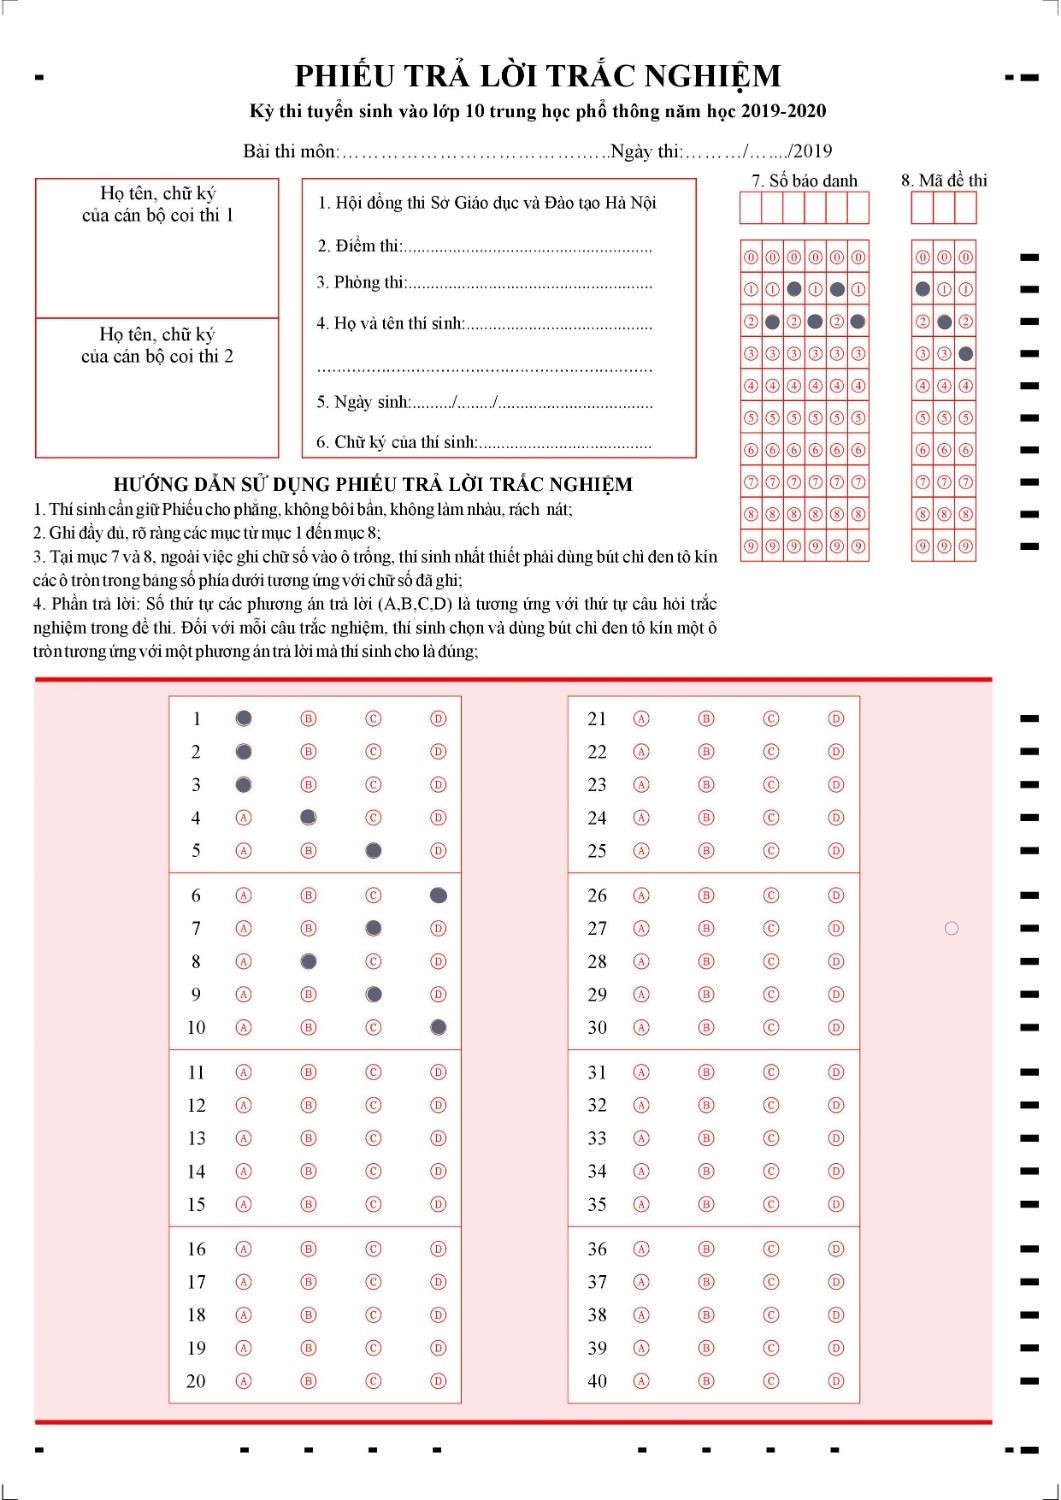 PHIẾU TRẢ LỜI TRẮC NGHIỆM
Kỳ thi tuyển sinh vào lớp 10 trung học phổ thông năm học 2019-2020
Bài thi môn:……………………………………..Ngày thi:………/…..../2019
Họ tên, chữ ký
của cán bộ coi thi 1
Họ tên, chữ ký
của cán bộ coi thi 2
1. Hội đồng thi Sở Giáo dục và Đào tạo Hà Nội
2. Điểm thi:...............................................
3. Phòng thi:..............................................
4. Họ và tên thí sinh:...................................
................................................................
5. Ngày sinh:......../......./.............................
6. Chữ ký của thí sinh:................................
7. Số báo danh
0 0 0 0 0 0
1 1 1 1
2 2 2
3 3 3 3 3 3
4 4 4 4 4 4
5 5 5 5 5 5
6 6 6 6 6 6
7 7 7 7 7 7
8 8 8 8 8 8
9 9 9 9 9 9
8. Mã đề thi
0 0 0
1 1
2 2
3 3
4 4 4
5 5 5
6 6 6
7 7 7
8 8 8
9 9 9
HƯỚNG DẪN SỬ DỤNG PHIẾU TRẢ LỜI TRẮC NGHIỆM
1. Thí sinh cần giữ Phiếu cho phẳng, không bôi bẩn, không làm nhàu, rách nát;
2. Ghi đầy đủ, rõ ràng các mục từ mục 1 đến mục 8;
3. Tại mục 7 và 8, ngoài việc ghi chữ số vào ô trống, thí sinh nhất thiết phải dùng bút chì đen tô kín
các ô tròn trong bảng số phía dưới tương ứng với chữ số đã ghi;
4. Phần trả lời: Số thứ tự các phương án trả lời (A,B,C,D) là tương ứng với thứ tự câu hỏi trắc
nghiệm trong đề thi. Đối với mỗi câu trắc nghiệm, thí sinh chọn và dùng bút chì đen tô kín một ô
tròn tương ứng với một phương án trả lời mà thí sinh cho là đúng;
1 B C D
2 B C D
3 B C D
4 A C D
5 A B D
6 A B C
7 A B D
8 A C D
9 A B D
10 A B C
11 A B C D
12 A B C D
13 A B C D
14 A B C D
15 A B C D
16 A B C D
17 A B C D
18 A B C D
19 A B C D
20 A B C D
21 A B C D
22 A B C D
23 A B C D
24 A B C D
25 A B C D
26 A B C D
27 A B C D
28 A B C D
29 A B C D
30 A B C D
31 A B C D
32 A B C D
33 A B C D
34 A B C D
35 A B C D
36 A B C D
37 A B C D
38 A B C D
39 A B C D
40 A B C D